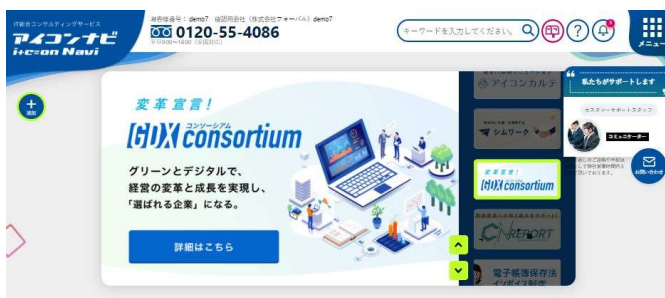 IT総合コンサルティングサービス
アイコンナビ
i+c=on Navi
お客様番号: demo7 確認用会社(株式会社フォーバル) demo7
0120-55-4086
キーワードを入力してください。
メニュー
追加
変革宣言!
コンソーシアム
[GDX] consortium
グリーンとデジタルで、
経営の変革と成長を実現し、
「選ばれる企業」になる。
詳細はこちら
アイコンカルテ
シムワーク
変革宣言!
[GDX] consortium
REPORT
電子帳簿保存法
インボイス制度
私たちがサポートします
カスタマーサポートスタッフ
コミュニケーター
お問い合わせ